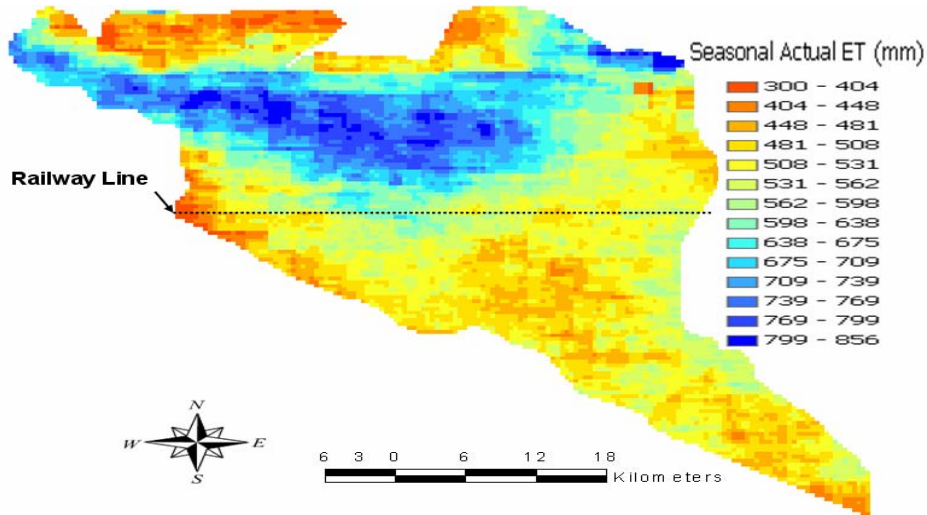 Seasonal Actual ET (mm)
300 - 404
404 - 448
448 - 481
481 - 508
508 - 531
531 - 562
562 - 598
598 - 638
638 - 675
675 - 709
709 - 739
739 - 769
769 - 799
799 - 856
Railway Line
N
W E
S
6 3 0 6 12 18
Kilometers